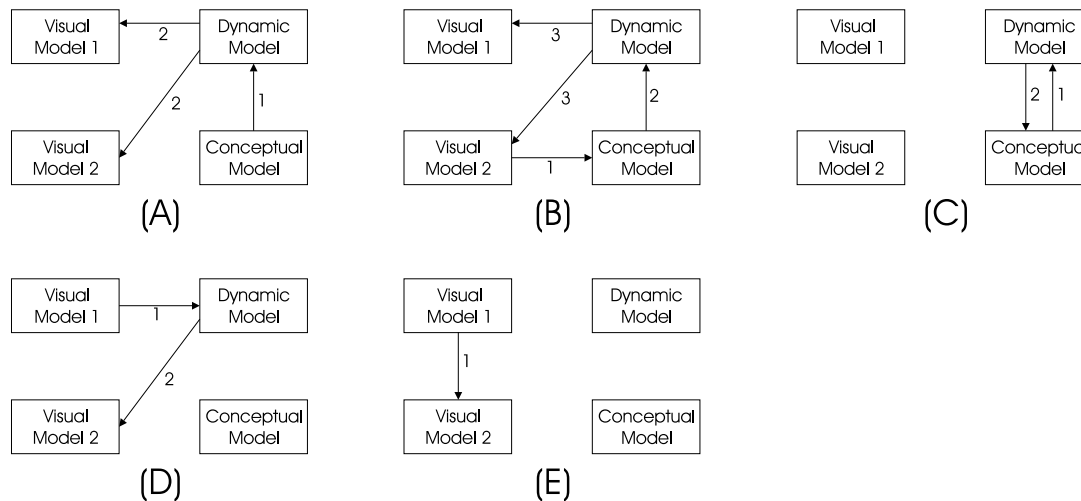 Visual
Model 1
2
Dynamic
Model
2
1
Visual
Model 2
Conceptual
Model
(A)
Visual
Model 1
3
Dynamic
Model
3
2
Visual
Model 2
1
Conceptual
Model
(B)
Visual
Model 1
Dynamic
Model
2
1
Visual
Model 2
Conceptual
Model
(C)
Visual
Model 1
1
Dynamic
Model
2
Visual
Model 2
Conceptual
Model
(D)
Visual
Model 1
Dynamic
Model
1
Visual
Model 2
Conceptual
Model
(E)